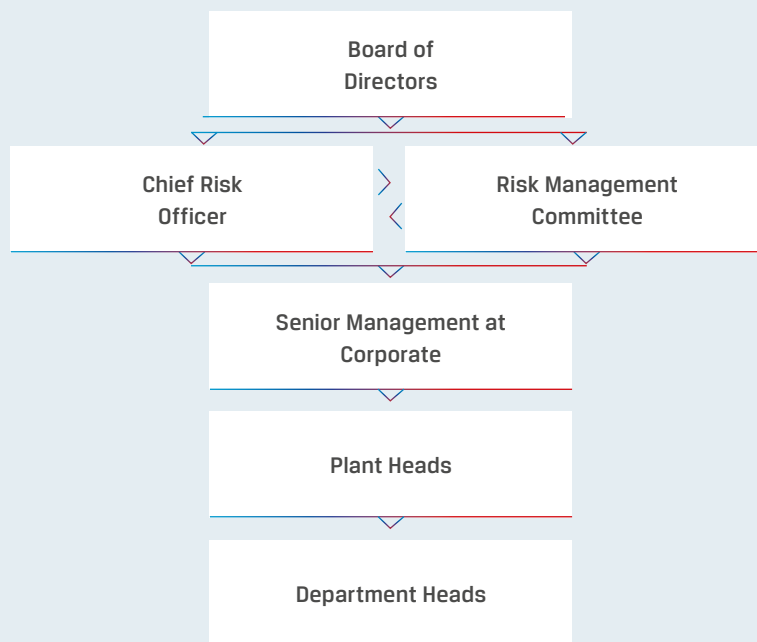 Board of
Directors
Chief Risk
Officer
Risk Management
Committee
Senior Management at
Corporate
Plant Heads
Department Heads